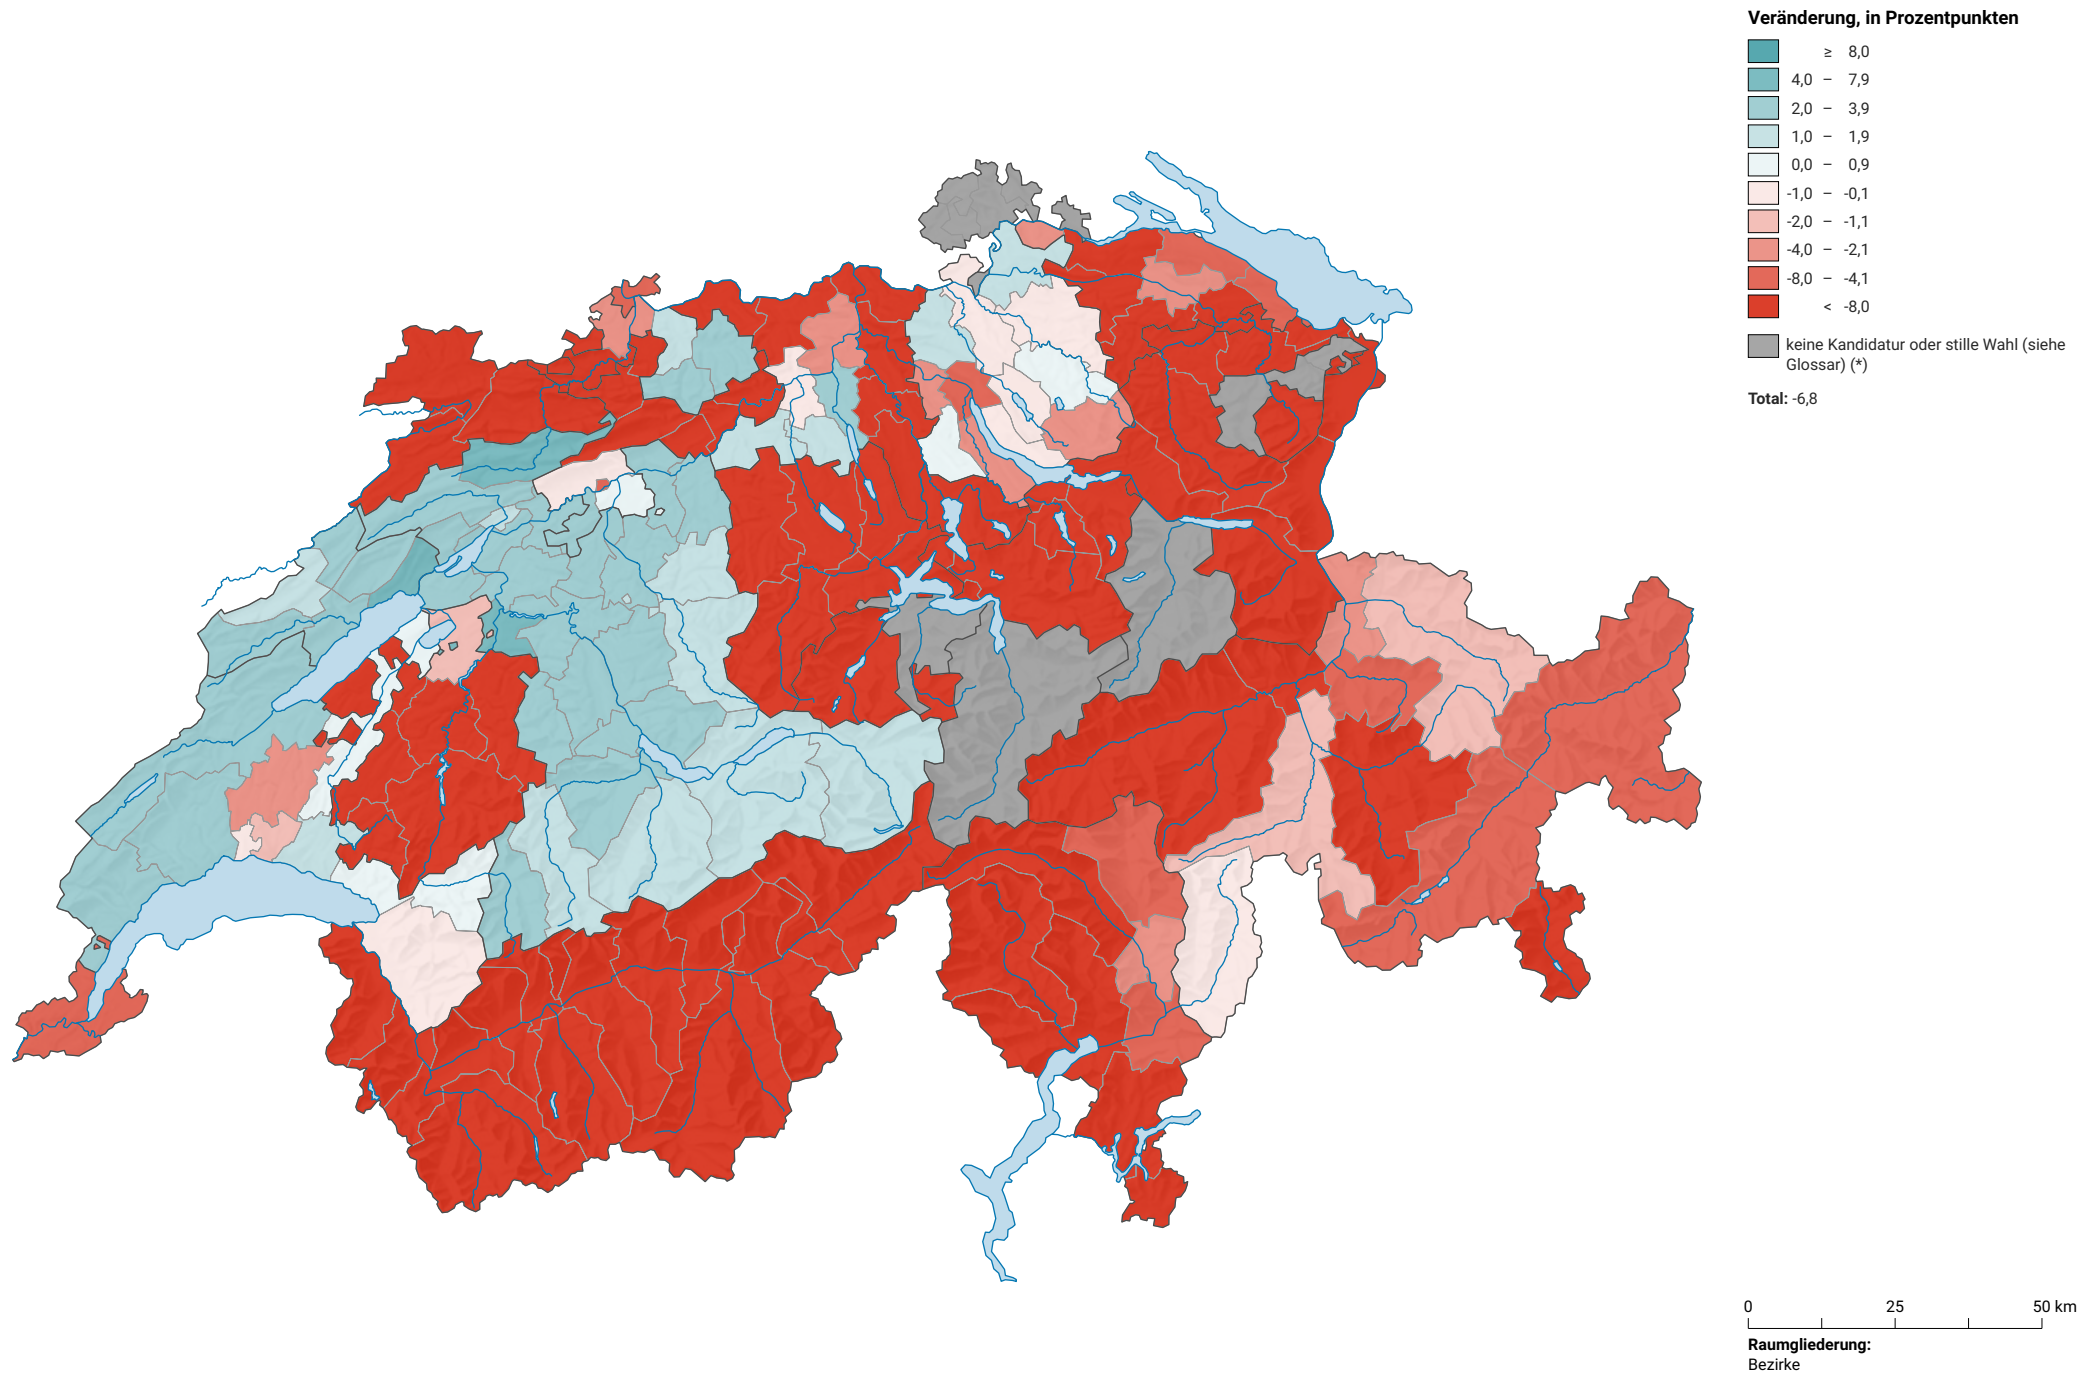 Veränderung, in Prozentpunkten
≥ 8,0
4,0 – 7,9
2,0 – 3,9
1,0 – 1,9
0,0 – 0,9
-1,0 – -0,1
-2,0 – -1,1
-4,0 – -2,1
-8,0 – -4,1
< -8,0
keine Kandidatur oder stille Wahl (siehe
Glossar) (*)
Total: -6,8
0 25 50 km
Raumgliederung:
Bezirke